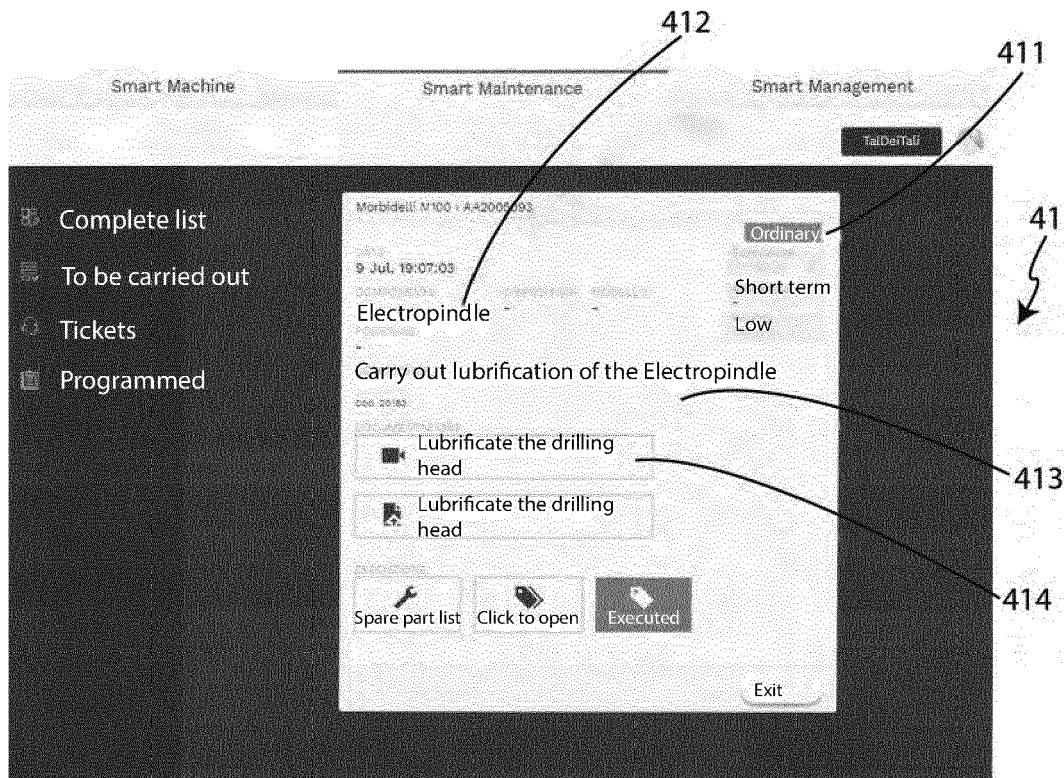 412
411
Smart Machine
Smart Maintenance
Smart Management
TalDeiTali
41
Complete list
To be carried out
Tickets
Programmed
Morbidelli N100
Ordinary
9 Jul, 19:07:03
Short term
-
Electropindle
-
-
Low
-
Carry out lubrification of the Electropindle
Lubrificate the drilling
head
413
Lubrificate the drilling
head
414
Spare part list
Click to open
Executed
Exit